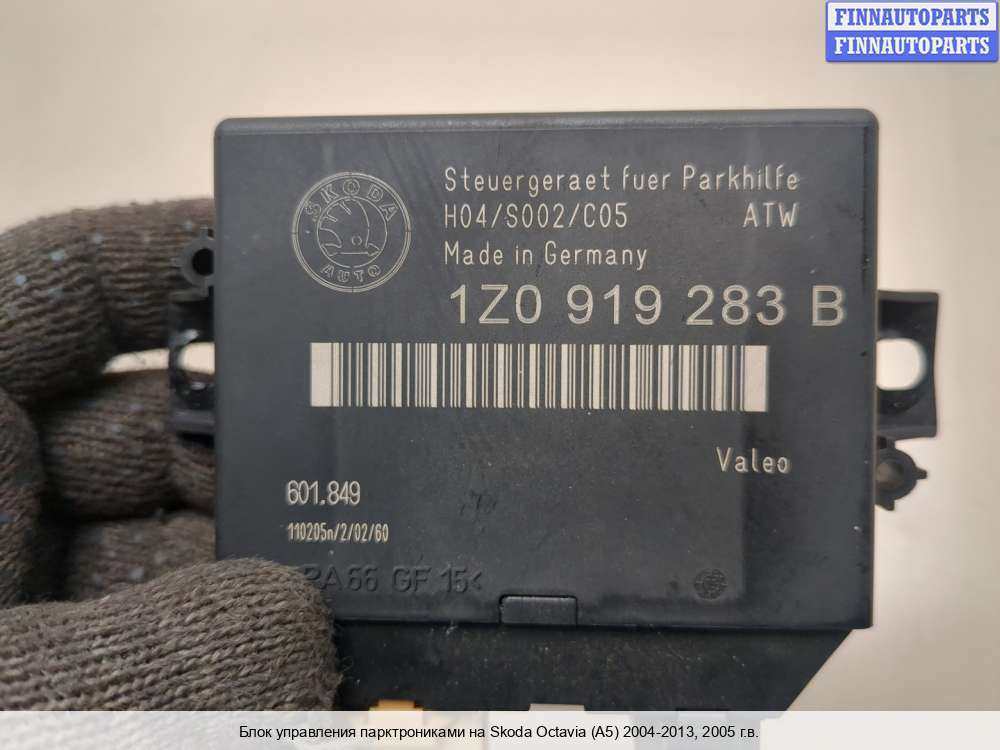 FINNAUTOPARTS
FINNAUTOPARTS
SKODA
AUTO
Steuergeraet fuer Parkhilfe
H04/S002/C05 ATW
Made in Germany
1Z0 919 283 B
Valeo
601.849
110205n/2/02/60
PA66 GF 15<
Блок управления парктрониками на Skoda Octavia (A5) 2004-2013, 2005 г.в.